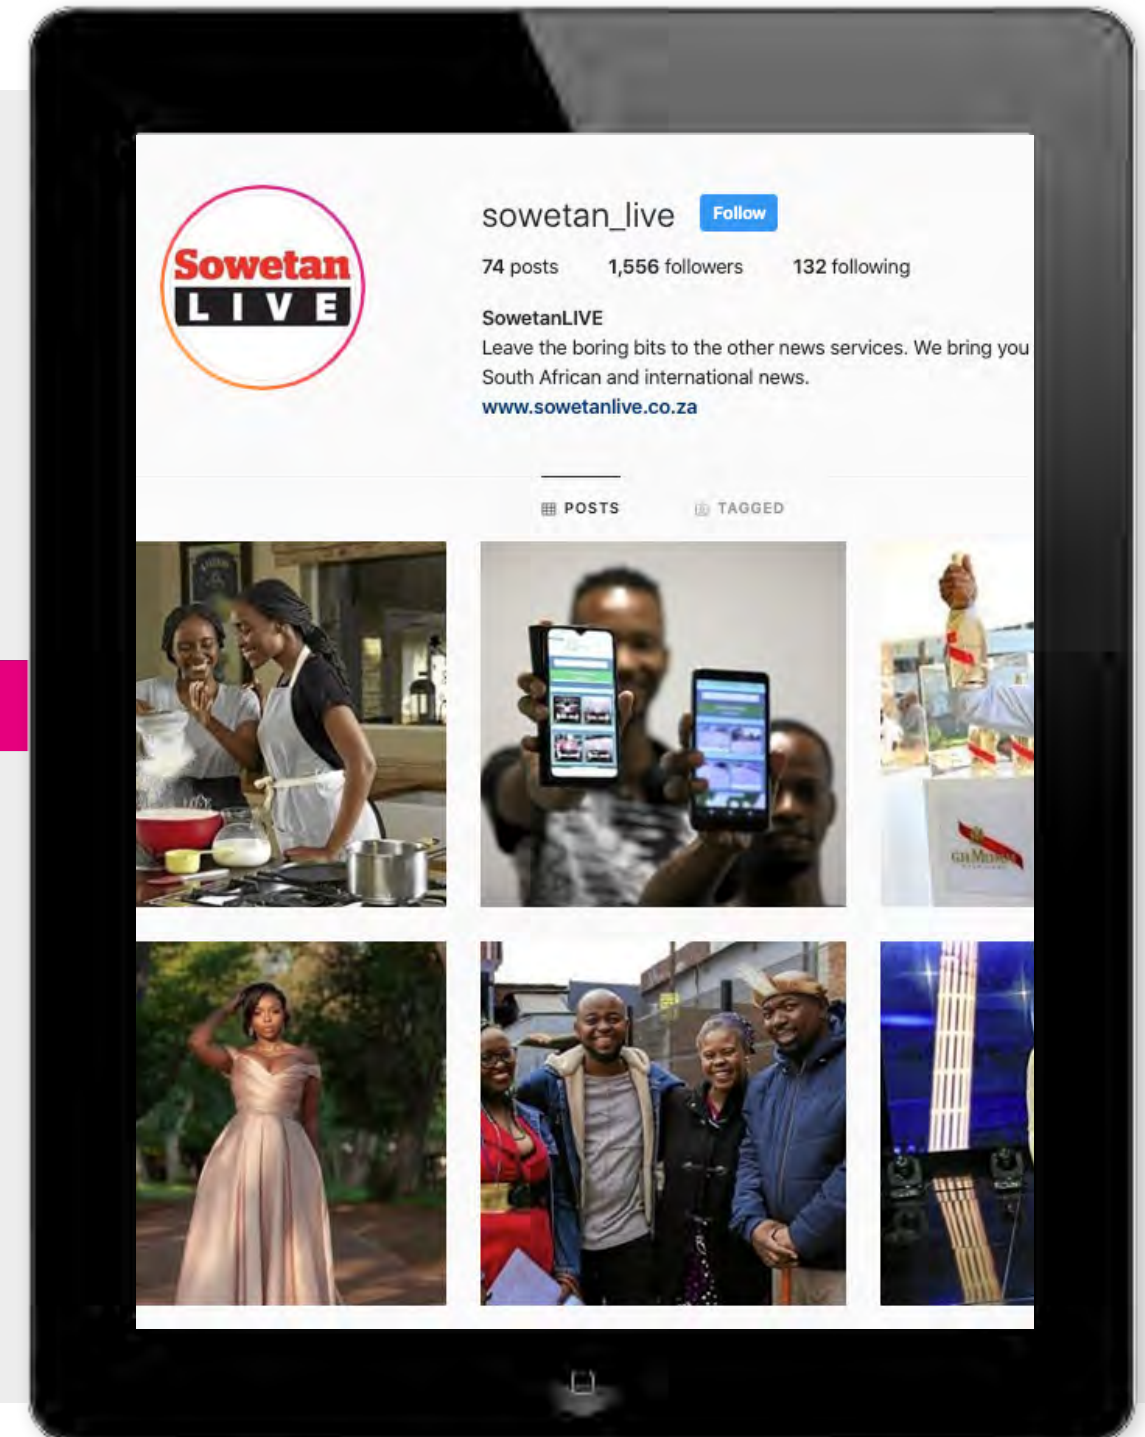 Sowetan
LIVE
sowetan_live Follow
74 posts 1,556 followers 132 following
SowetanLIVE
Leave the boring bits to the other news services. We bring you
South African and international news.
www.sowetanlive.co.za
POSTS TAGGED